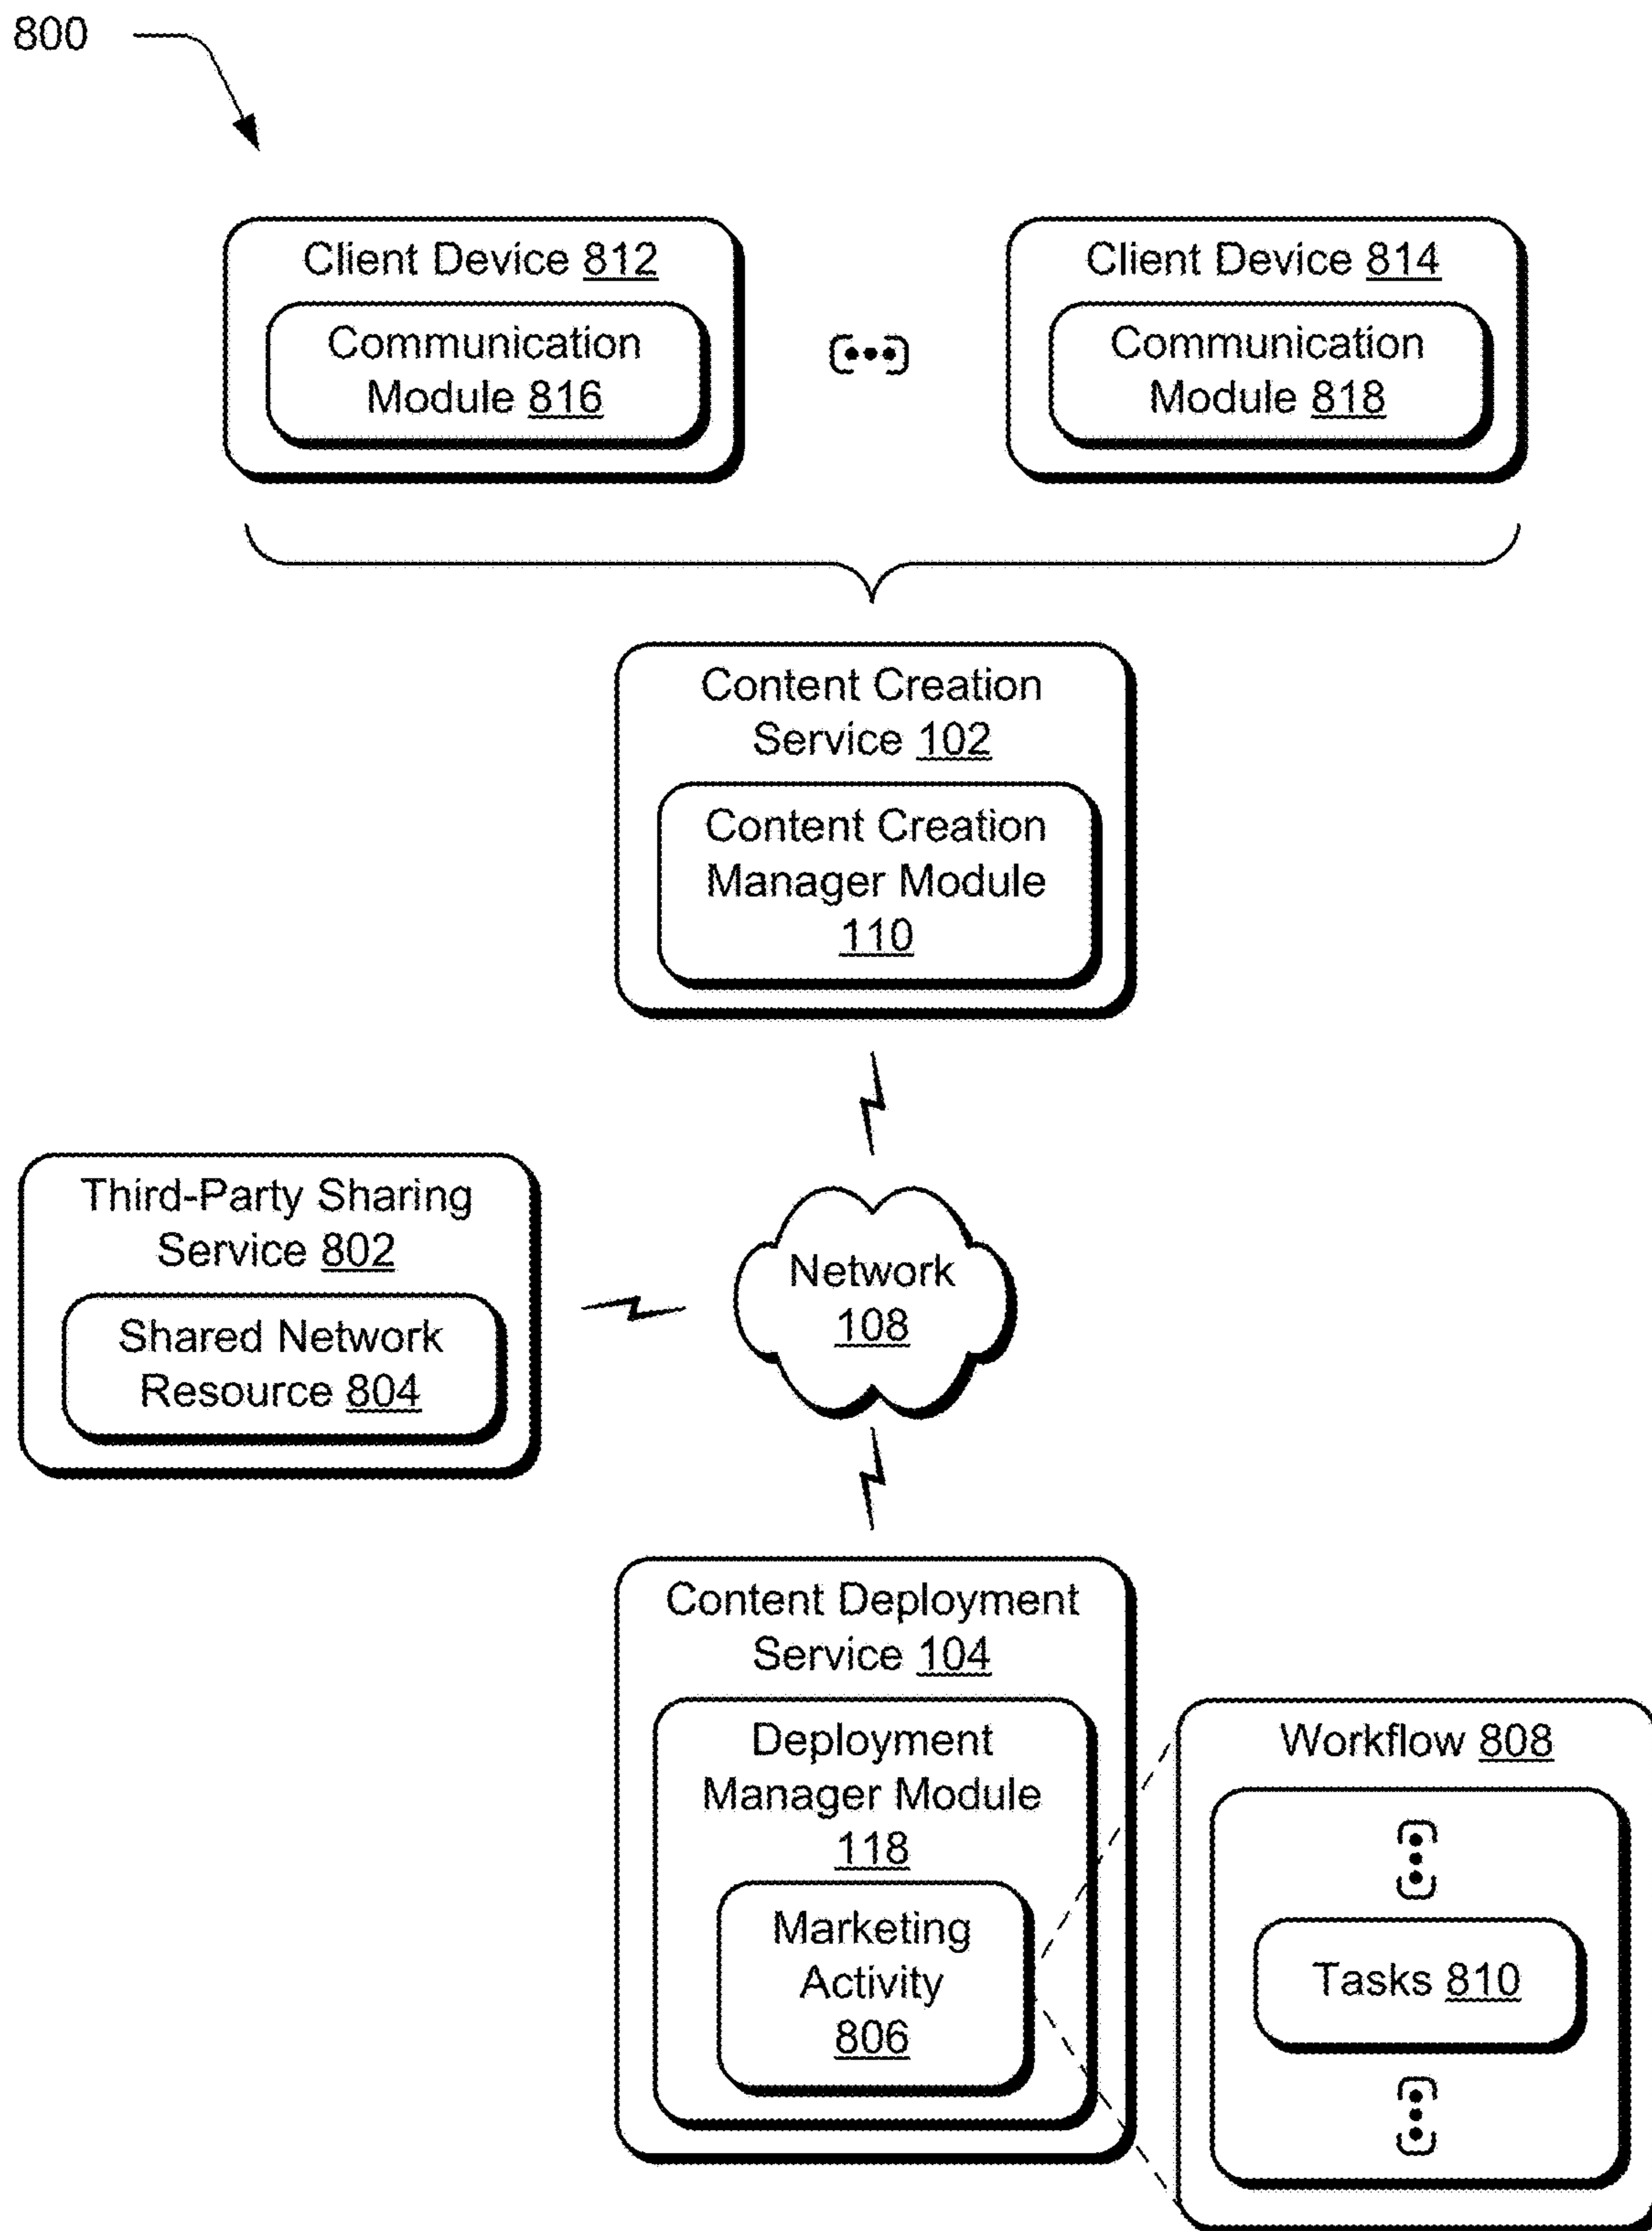 800
Client Device 812
Communication
Module 816
Client Device 814
Communication
Module 818
Content Creation
Service 102
Content Creation
Manager Module
110
Third-Party Sharing
Service 802
Shared Network
Resource 804
Network
108
Content Deployment
Service 104
Deployment
Manager Module
118
Marketing
Activity
806
Workflow 808
Tasks 810